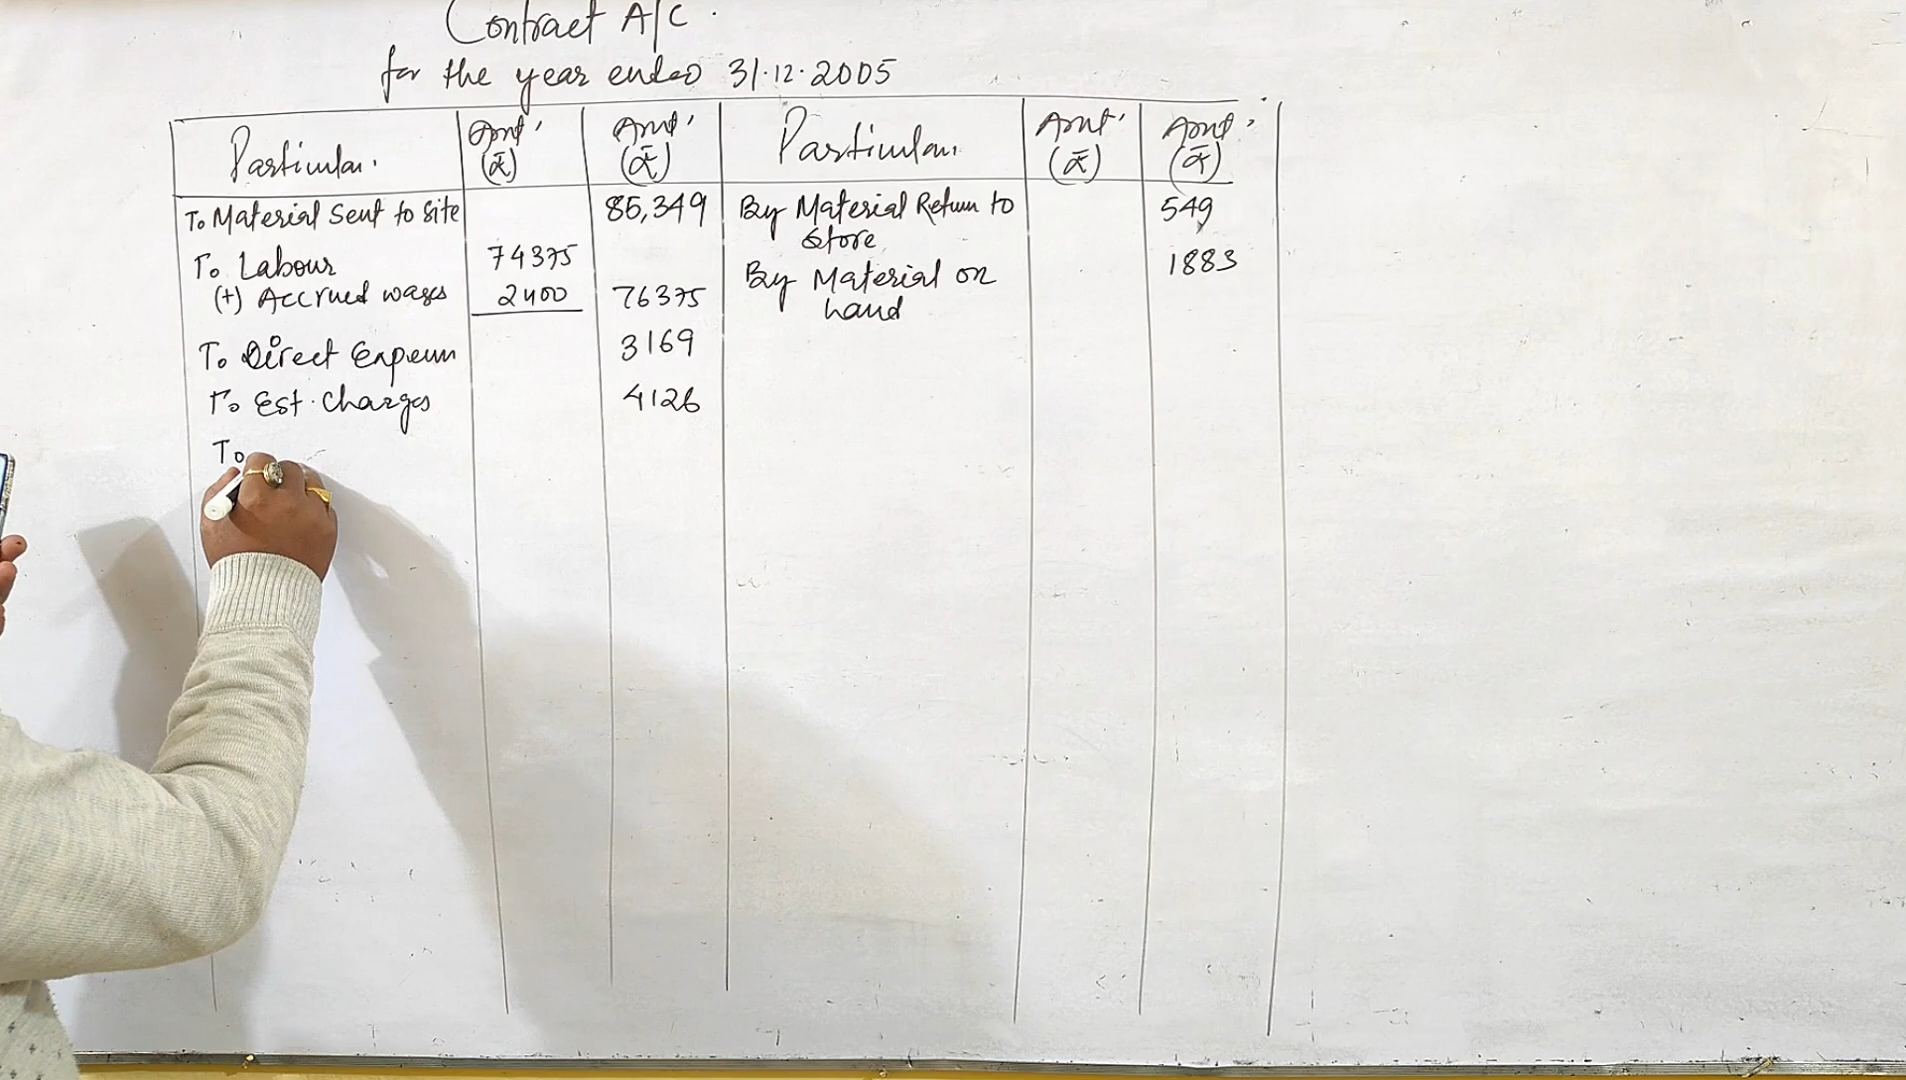 Contract A/C.
for the year ended 31.12.2005
Particular. Amt. (₹) Amt. (₹) Particular. Amt. (₹) Amt. (₹)
To Material Sent to Site 85,349 By Material Return to 549
Store
To Labour 74375 By Material on 1883
(+) Accrued wages 2400 76375 hand
To Direct Expenn 3169
To Est. Charges 4126
To